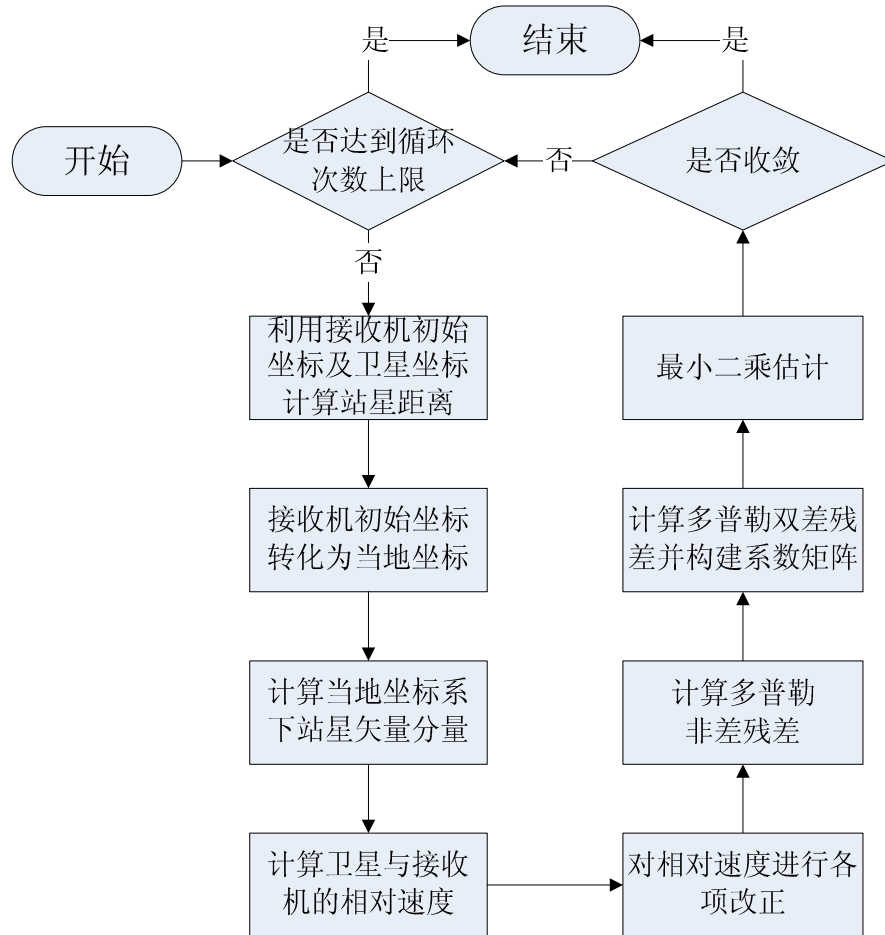 是
结束
是
开始
是否达到循环
次数上限
否
是否收敛
否
利用接收机初始
坐标及卫星坐标
计算站星距离
最小二乘估计
接收机初始坐标
转化为当地坐标
计算多普勒双差残
差并构建系数矩阵
计算当地坐标系
下站星矢量分量
计算多普勒
非差残差
计算卫星与接收
机的相对速度
对相对速度进行各
项改正